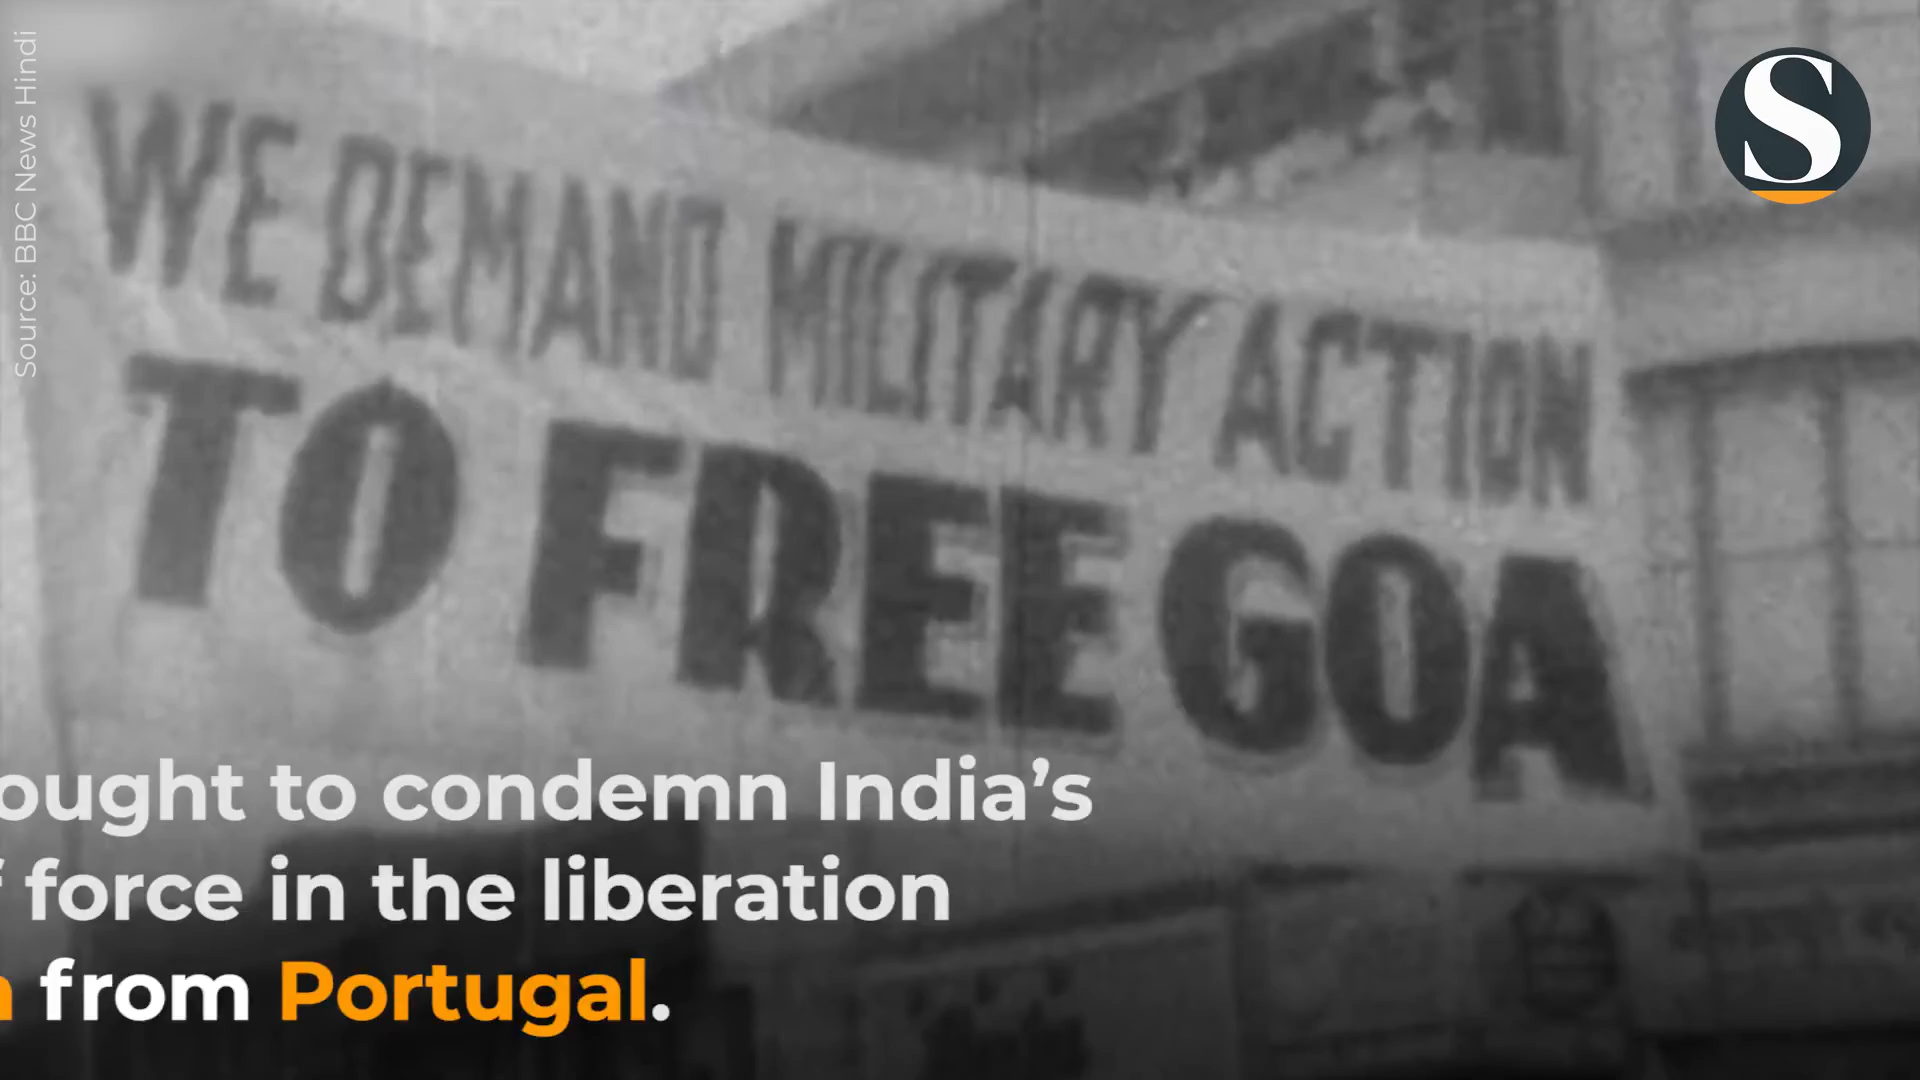 Source: BBC News Hindi
S
WE DEMAND MILITARY ACTION
TO FREE GOA
ought to condemn India's
force in the liberation
from Portugal.